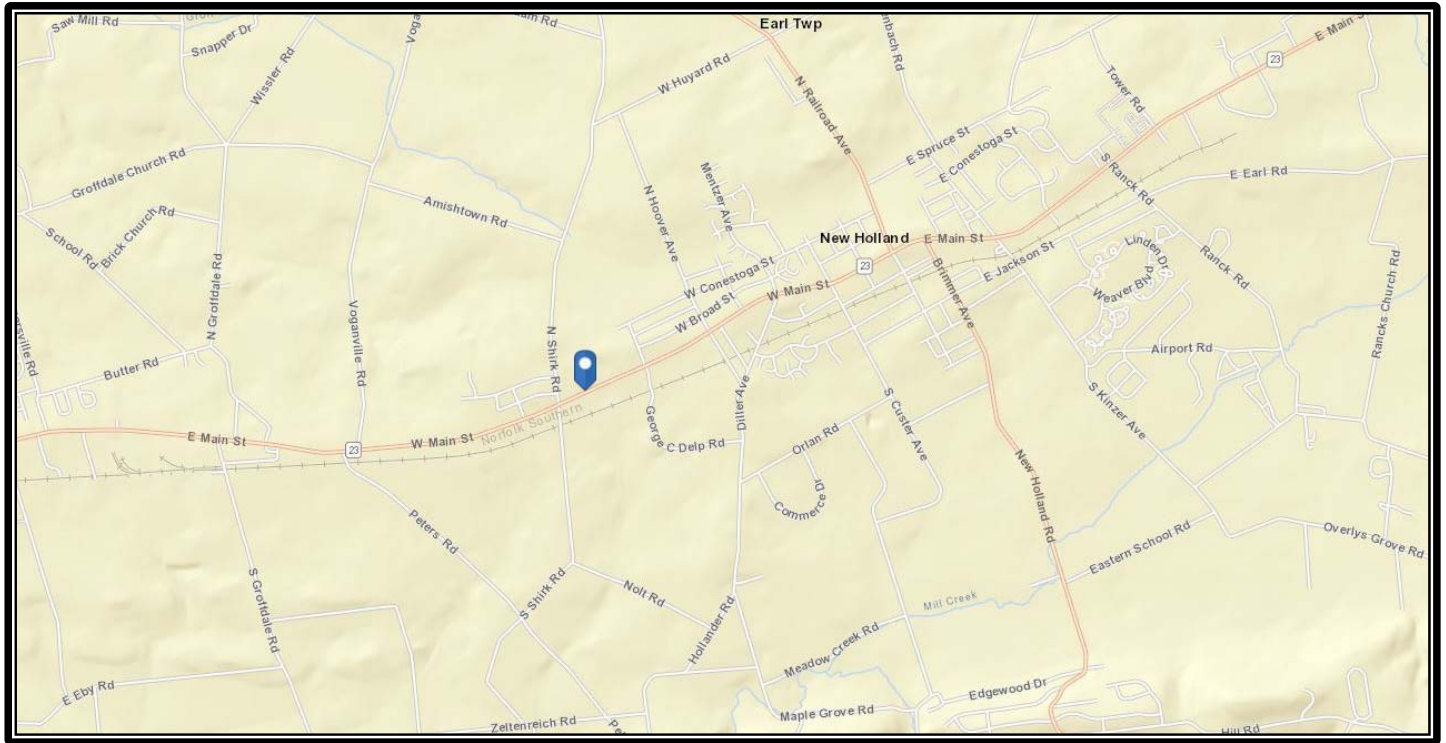 Saw Mill Rd
Snapper Dr
Wissler Rd
Earl Twp
W Huyard Rd
N Railroad Ave
Tower Rd
E Main St
23
E Spruce St
E Conestoga St
S Ranck Rd
E Earl Rd
Groffdale Church Rd
Brick Church Rd
School Rd
Amishtown Rd
N Hoover Ave
Mentzer Ave
New Holland
E Main St
23
W Conestoga St
W Main St
W Broad St
E Jackson St
Brimmer Ave
Linden Dr
Weaver Blvd
Ranck Rd
Rancks Church Rd
N Groffdale Rd
Voganville Rd
N Shirk Rd
Butter Rd
Airport Rd
E Main St
23
W Main St
Norfolk Southern
George C Delp Rd
Diller Ave
Orlan Rd
S Custer Ave
S Kinzer Ave
Commerce Dr
New Holland Rd
Peters Rd
S Groffdale Rd
S Shirk Rd
Nolt Rd
Hollander Rd
Mill Creek
Eastern School Rd
Overlys Grove Rd
Meadow Creek Rd
E Eby Rd
Zeltenreich Rd
Maple Grove Rd
Edgewood Dr
Hill Rd